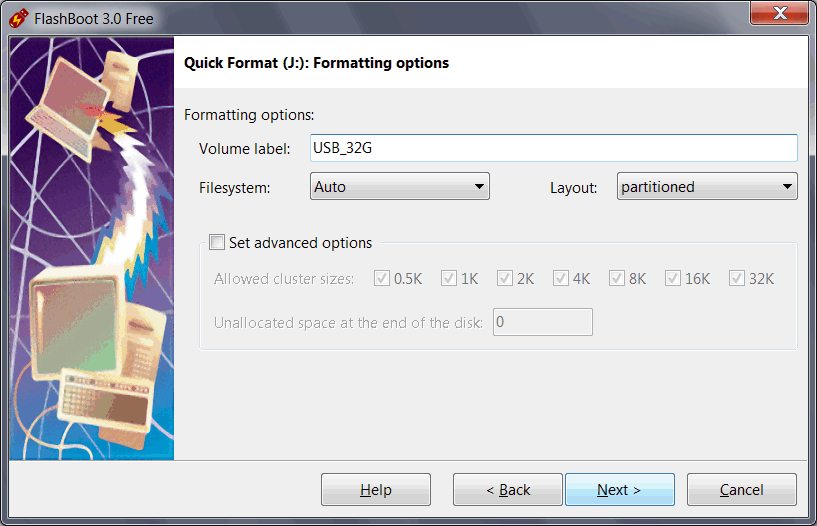 FlashBoot 3.0 Free
Quick Format (J:): Formatting options
Formatting options:
Volume label: USB_32G
Filesystem: Auto Layout: partitioned
Set advanced options
Allowed cluster sizes: 0.5K 1K 2K 4K 8K 16K 32K
Unallocated space at the end of the disk: 0
Help < Back Next > Cancel